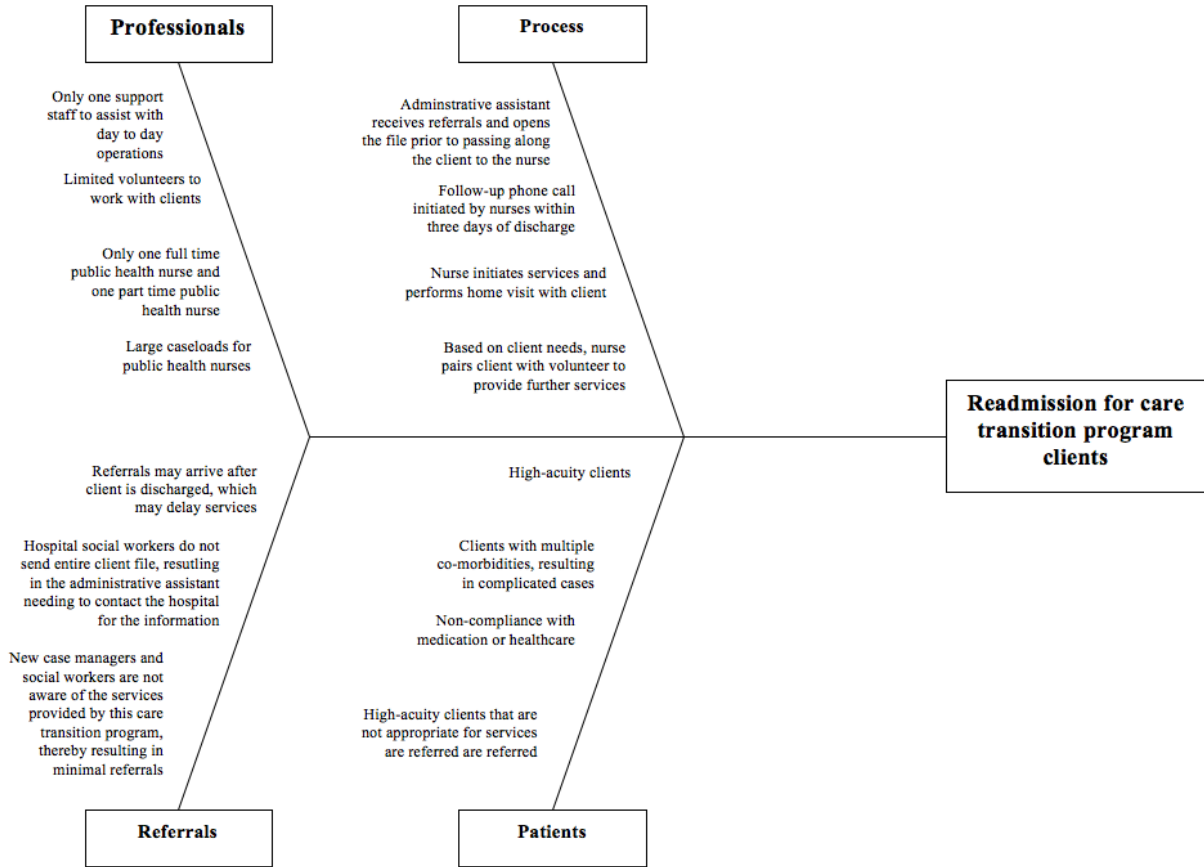 Professionals
Only one support
staff to assist with
day to day
operations
Limited volunteers to
work with clients
Only one full time
public health nurse and
one part time public
health nurse
Large caseloads for
public health nurses
Process
Adminstrative assistant
receives referrals and opens
the file prior to passing along
the client to the nurse
Follow-up phone call
initiated by nurses within
three days of discharge
Nurse initiates services and
performs home visit with client
Based on client needs, nurse
pairs client with volunteer to
provide further services
Readmission for care
transition program
clients
Referrals may arrive after
client is discharged, which
may delay services
Hospital social workers do not
send entire client file, resutling
in the administrative assistant
needing to contact the hospital
for the information
New case managers and
social workers are not
aware of the services
provided by this care
transition program,
thereby resulting in
minimal referrals
Referrals
High-acuity clients
Clients with multiple
co-morbidities, resulting
in complicated cases
Non-compliance with
medication or healthcare
High-acuity clients that are
not appropriate for services
are referred are referred
Patients